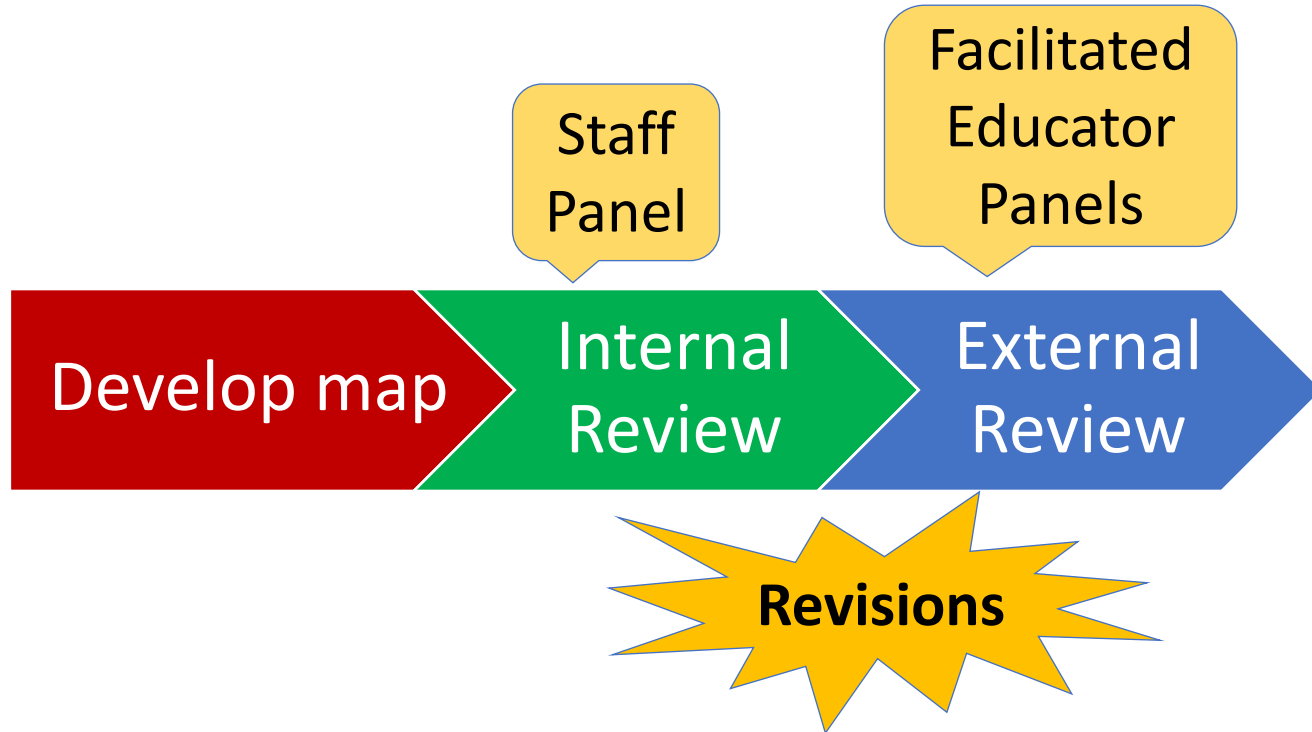 Staff
Panel
Facilitated
Educator
Panels
Develop map
Internal
Review
External
Review
Revisions